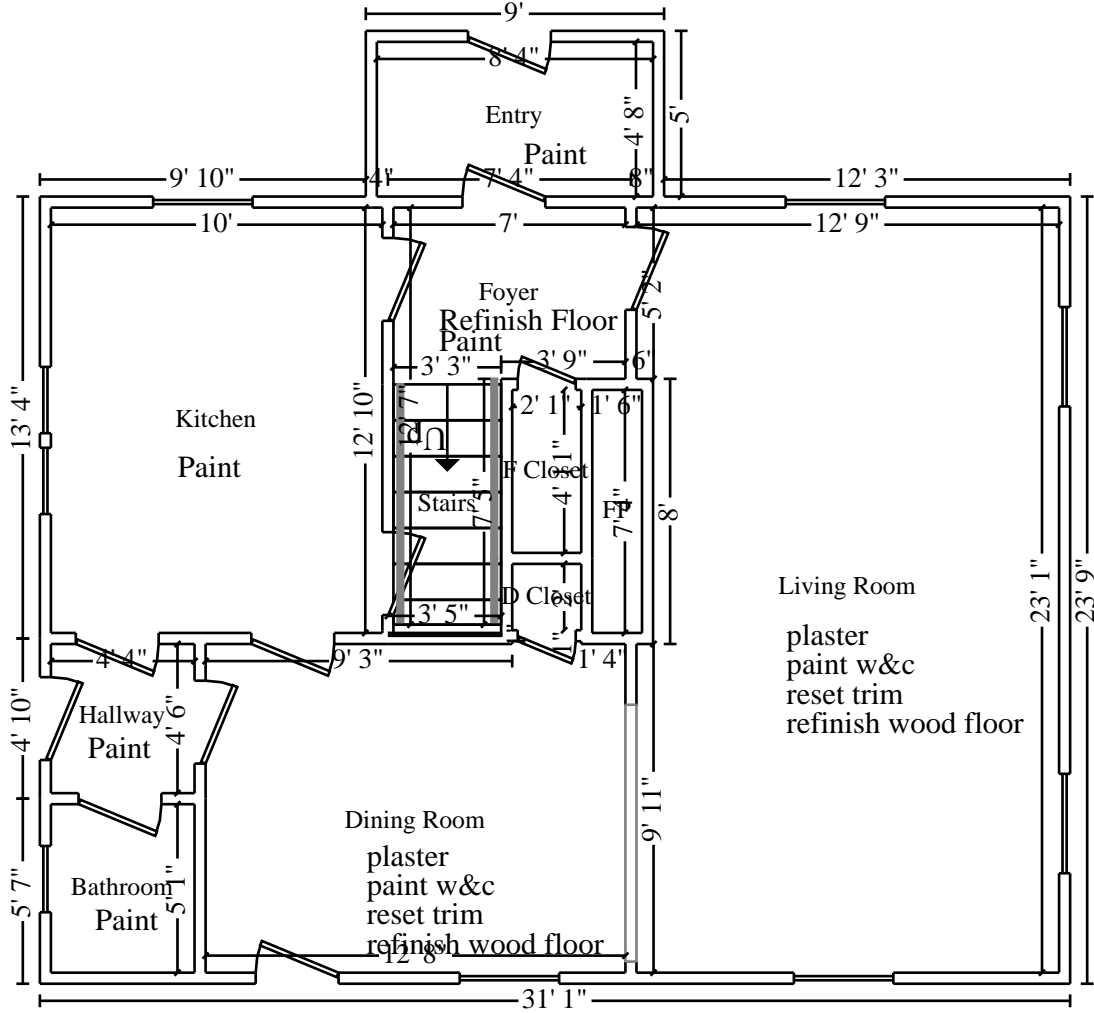 9'
8' 4"
Entry
4' 8"
5'
Paint
9' 10"
4"
7' 4"
8"
12' 3"
10'
7'
12' 9"
Foyer
5' 2"
Refinish Floor
Paint
3' 3"
3' 9"
6"
2' 1"
1' 6"
13' 4"
Kitchen
Paint
12' 10"
12' 7"
Up
F Closet
4' 11"
Stairs
7' 5"
FP
7' 4"
8'
Living Room
23' 1"
23' 9"
plaster
paint w&c
reset trim
refinish wood floor
D Closet
3' 5"
4' 4"
9' 3"
1"
1' 4"
Hallway
Paint
4' 6"
4' 10"
9' 11"
Dining Room
plaster
paint w&c
reset trim
refinish wood floor
Bathroom
Paint
5' 1"
5' 7"
12' 8"
31' 1"